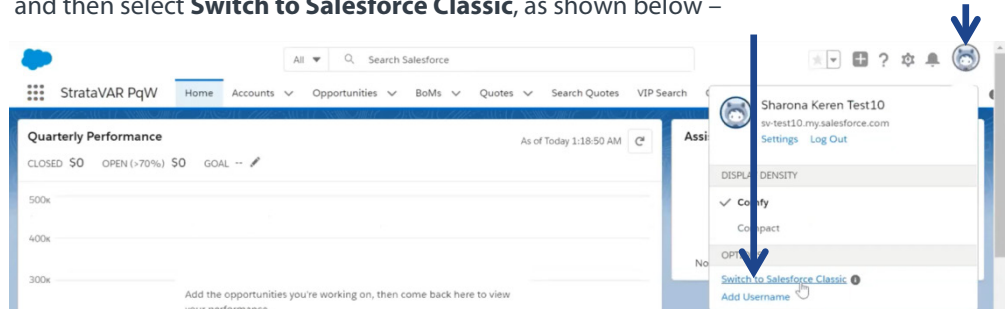 and then select Switch to Salesforce Classic, as shown below –
All Search Salesforce
StrataVAR PqW Home Accounts Opportunities BoMs Quotes Search Quotes VIP Search
Sharona Keren Test10
sv-test10.my.salesforce.com
Settings Log Out
Quarterly Performance As of Today 1:18:50 AM
CLOSED $0 OPEN (>70%) $0 GOAL --
DISPLAY DENSITY
Comfy
Compact
500K
400K
300K
Switch to Salesforce Classic
Add Username
Add the opportunities you're working on, then come back here to view
your performance